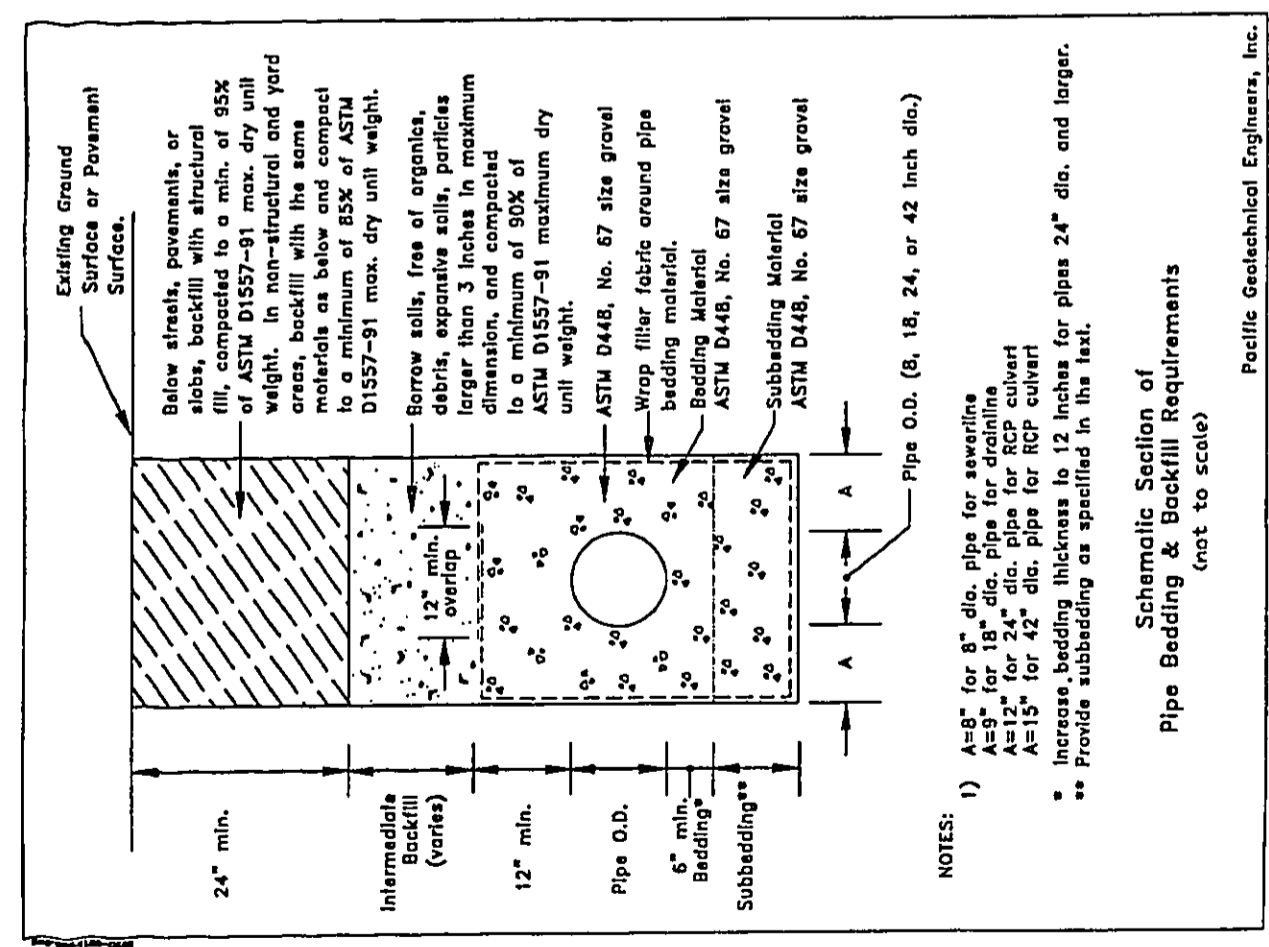 Existing Ground
Surface or Pavement
Surface.
Below streets, pavements, or
slabs, backfill with structural
fill, compacted to a min. of 95%
of ASTM D1557-91 max. dry unit
weight. In non-structural and yard
areas, backfill with the same
materials as below and compact
to a minimum of 85% of ASTM
D1557-91 max. dry unit weight.
Borrow soils, free of organics,
debris, expansive soils, particles
larger than 3 inches in maximum
dimension, and compacted
to a minimum of 90% of
ASTM D1557-91 maximum dry
unit weight.
ASTM D448, No. 67 size gravel
Wrap filter fabric around pipe
bedding material.
Bedding Material
ASTM D448, No. 67 size gravel
Subbedding Material
ASTM D448, No. 67 size gravel
24" min.
Intermediate
Backfill
(varies)
12" min.
overlap
12" min.
Pipe O.D.
6" min.
Bedding*
Subbedding**
A
A
Pipe O.D. (8, 18, 24, or 42 inch dia.)
NOTES:
1) A=8" for 8" dia. pipe for sewerline
A=9" for 18" dia. pipe for drainline
A=12" for 24" dia. pipe for RCP culvert
A=15" for 42" dia. pipe for RCP culvert
* Increase bedding thickness to 12 inches for pipes 24" dia. and larger.
** Provide subbedding as specified in the text.
Schematic Section of
Pipe Bedding & Backfill Requirements
(not to scale)
Pacific Geotechnical Engineers, Inc.